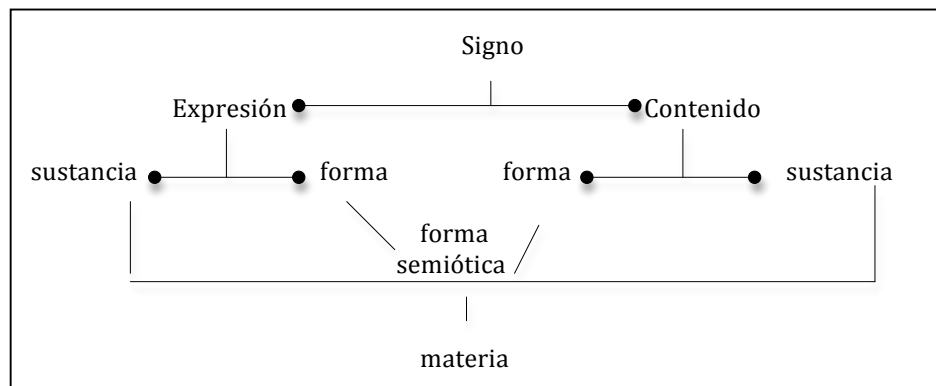 Signo
Expresión Contenido
sustancia forma forma sustancia
forma
semiótica
materia